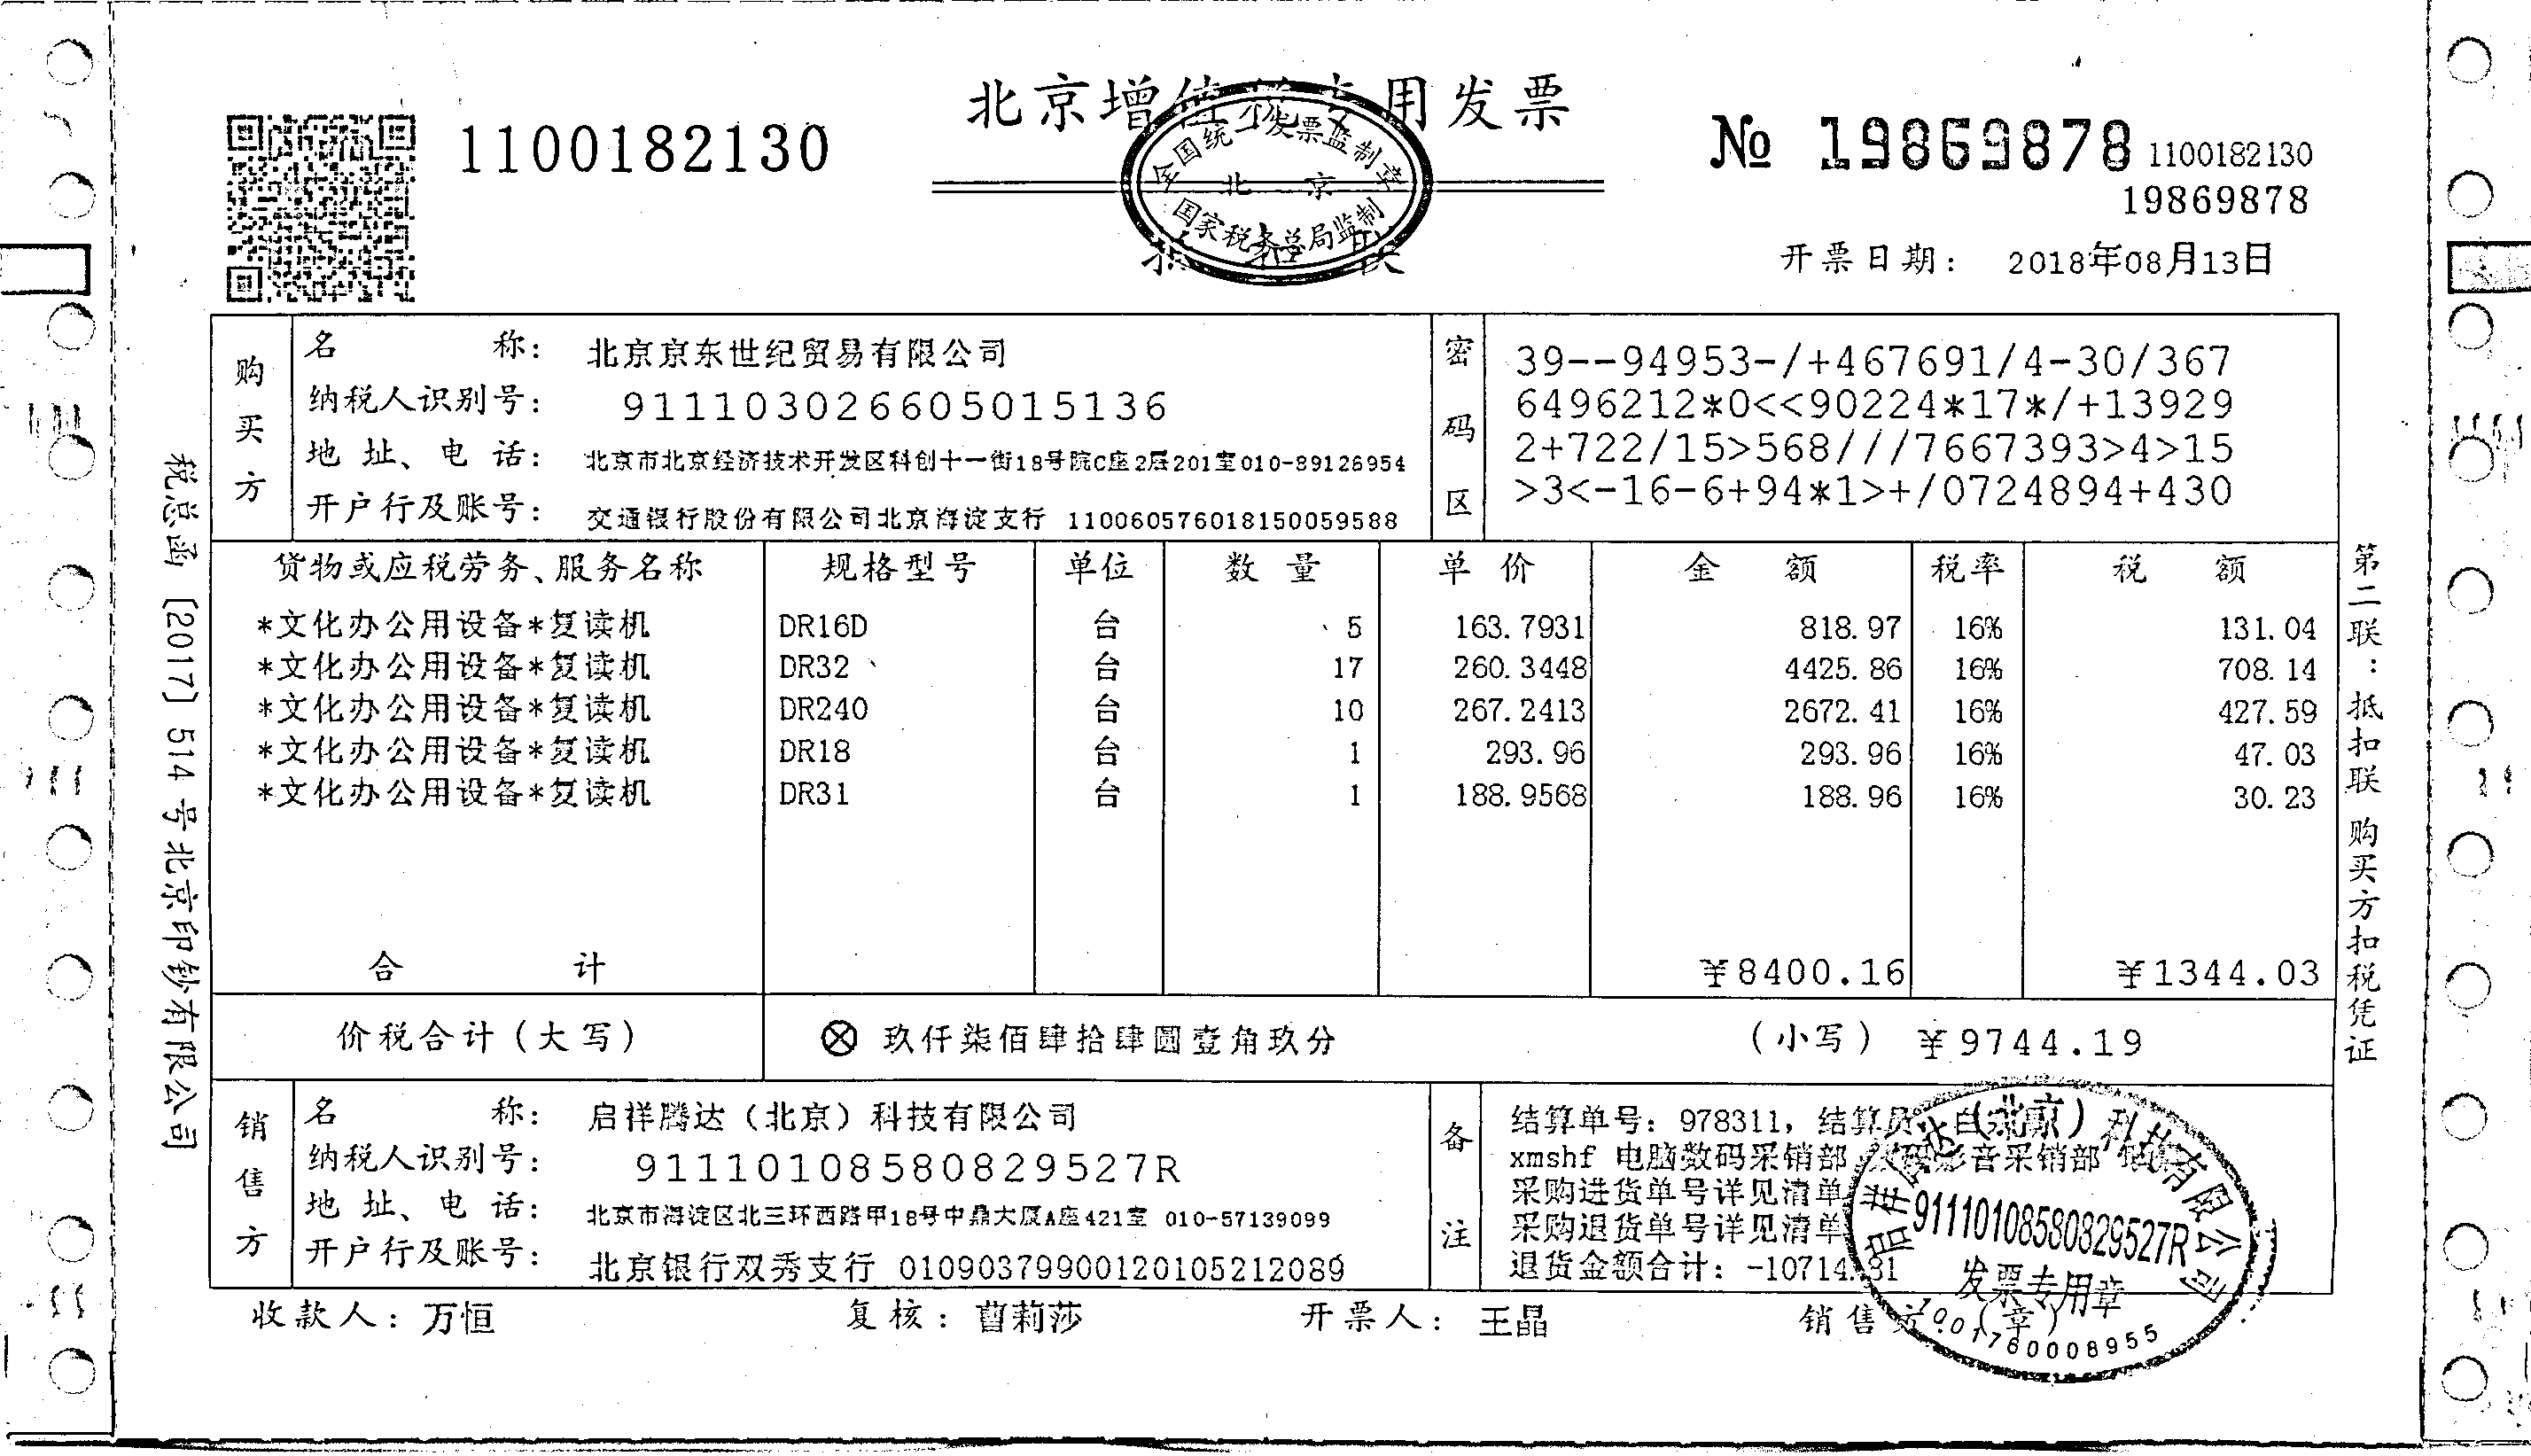 北京增值税专用发票
全国统一发票监制章
北京
国家税务总局监制
抵扣联
1100182130
№ 19869878
1100182130
19869878
开票日期： 2018年08月13日
税总函〔2017〕514号北京印钞有限公司
购买方
名称： 北京京东世纪贸易有限公司
纳税人识别号： 911103026605015136
地址、电话： 北京市北京经济技术开发区科创十一街18号院C座2层201室010-89126954
开户行及账号： 交通银行股份有限公司北京海淀支行 110060576018150059588
密码区
39--94953-/+467691/4-30/367
6496212*0<<90224*17*/+13929
2+722/15>568///7667393>4>15
>3<-16-6+94*1>+/0724894+430
货物或应税劳务、服务名称 规格型号 单位 数量 单价 金额 税率 税额
*文化办公用设备*复读机 DR16D 台 5 163.7931 818.97 16% 131.04
*文化办公用设备*复读机 DR32 台 17 260.3448 4425.86 16% 708.14
*文化办公用设备*复读机 DR240 台 10 267.2413 2672.41 16% 427.59
*文化办公用设备*复读机 DR18 台 1 293.96 293.96 16% 47.03
*文化办公用设备*复读机 DR31 台 1 188.9568 188.96 16% 30.23
合计 ￥8400.16 ￥1344.03
价税合计（大写） ⊗ 玖仟柒佰肆拾肆圆壹角玖分 （小写） ￥9744.19
第二联：抵扣联 购买方扣税凭证
销售方
名称： 启祥腾达（北京）科技有限公司
纳税人识别号： 91110108580829527R
地址、电话： 北京市海淀区北三环西路甲18号中鼎大厦A座421室 010-57139099
开户行及账号： 北京银行双秀支行 01090379900120105212089
备注
结算单号：978311，结算员
xmshf 电脑数码采销部 影音采销部
采购进货单号详见清单
采购退货单号详见清单
退货金额合计：-10714.
启祥腾达（北京）科技有限公司
91110108580829527R
发票专用章
收款人：万恒 复核：曹莉莎 开票人：王晶 销售方：（章）